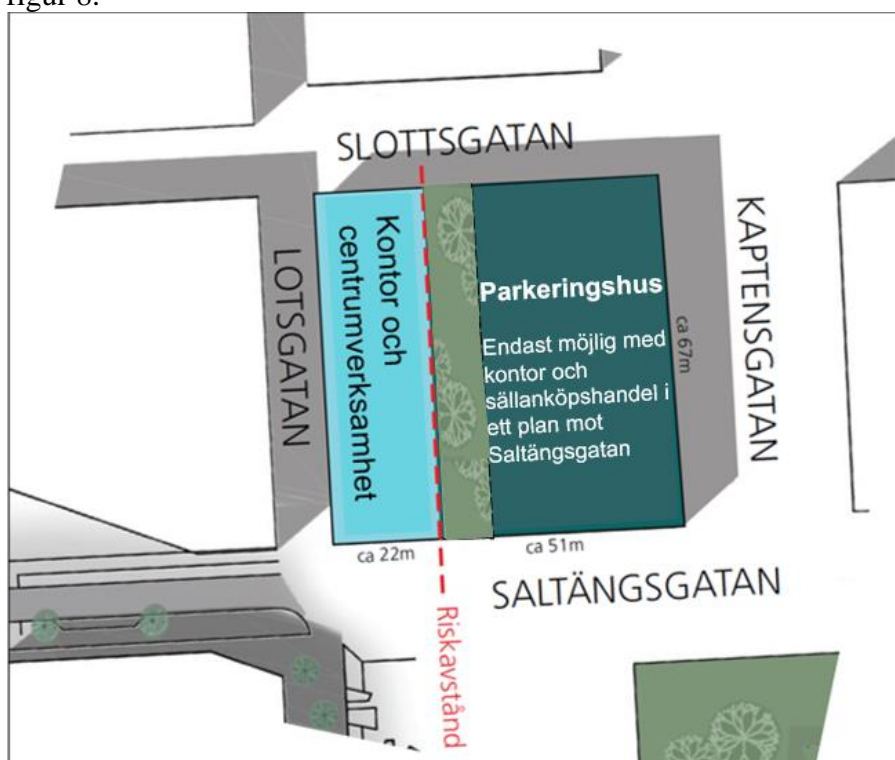 figur 8.
SLOTTSGATAN
LOTSGATAN
Kontor och
centrumverksamhet
Parkeringshus
Endast möjlig med
kontor och
sällanköpshandel i
ett plan mot
Saltängsgatan
ca 67m
KAPTENSGATAN
ca 22m
ca 51m
SALTÄNGSGATAN
Riskavstånd